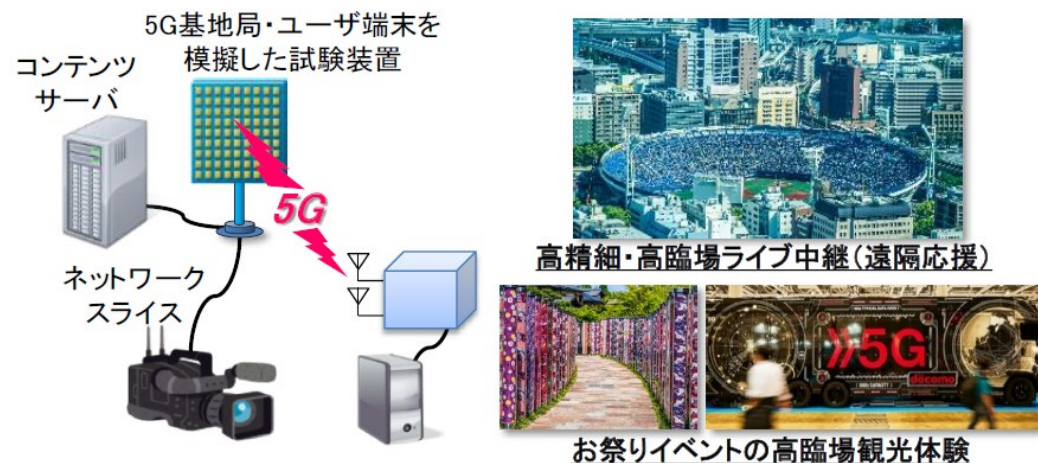 5G基地局・ユーザ端末を
模擬した試験装置
コンテンツ
サーバ
5G
ネットワーク
スライス
高精細・高臨場ライブ中継(遠隔応援)
5G
docomo
お祭りイベントの高臨場観光体験